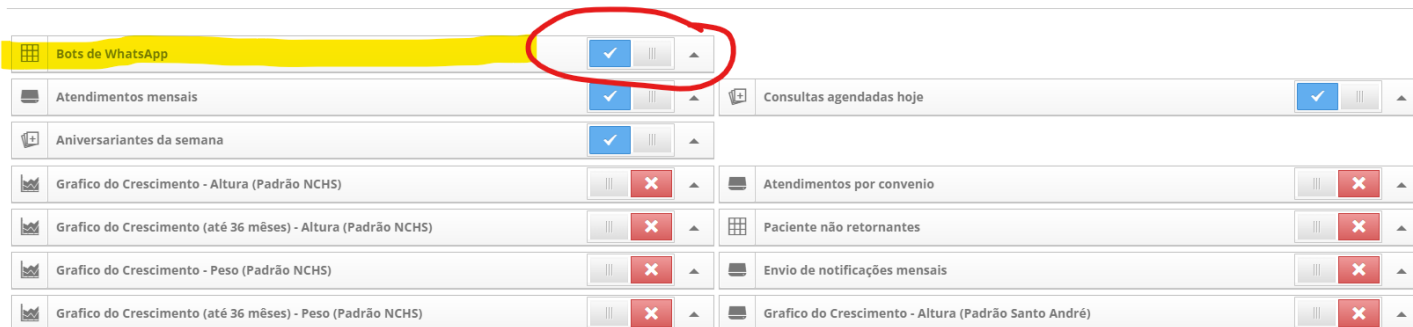 Bots de WhatsApp
Atendimentos mensais
Consultas agendadas hoje
Aniversariantes da semana
Grafico do Crescimento - Altura (Padrão NCHS)
Atendimentos por convenio
Grafico do Crescimento (até 36 mêses) - Altura (Padrão NCHS)
Paciente não retornantes
Grafico do Crescimento - Peso (Padrão NCHS)
Envio de notificações mensais
Grafico do Crescimento (até 36 mêses) - Peso (Padrão NCHS)
Grafico do Crescimento - Altura (Padrão Santo André)